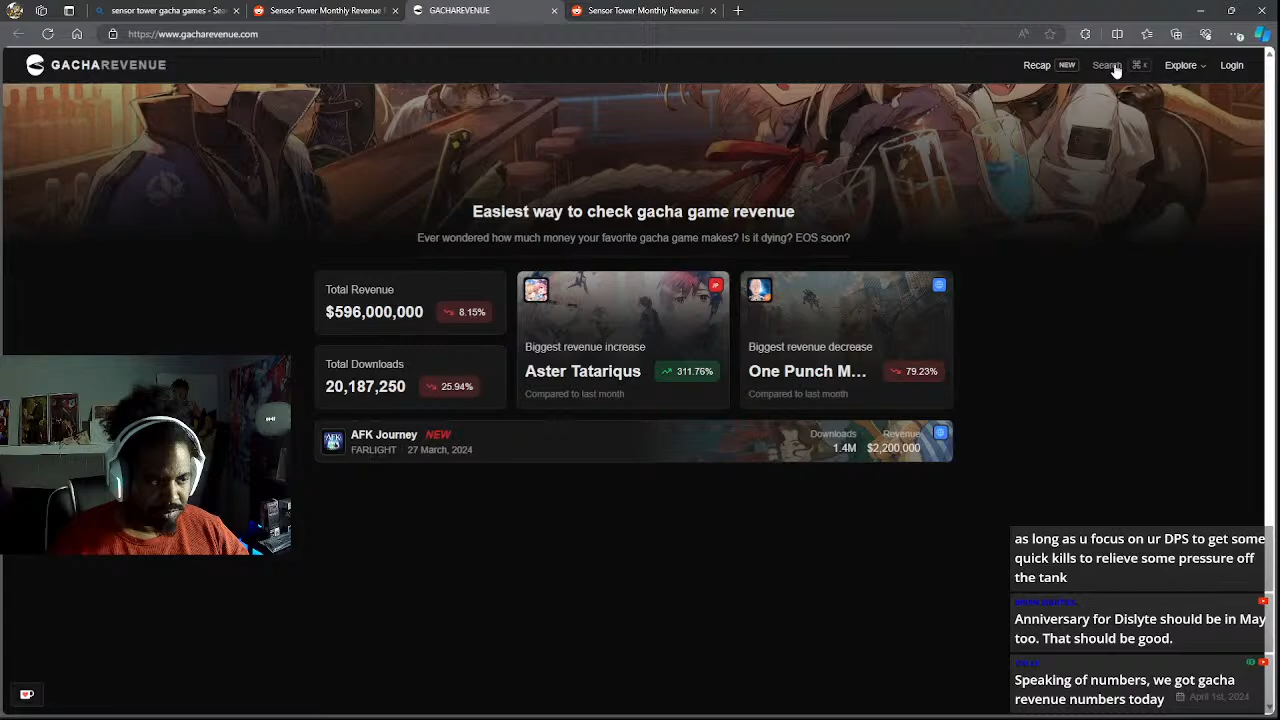 sensor tower gacha games - Sea
Sensor Tower Monthly Revenue
GACHAREVENUE
Sensor Tower Monthly Revenue
https://www.gacharevenue.com
GACHAREVENUE
Recap NEW Search ⌘ K Explore Login
Easiest way to check gacha game revenue
Ever wondered how much money your favorite gacha game makes? Is it dying? EOS soon?
Total Revenue
$596,000,000 8.15%
Total Downloads
20,187,250 25.94%
JP
Biggest revenue increase
Aster Tatariqus 311.76%
Compared to last month
Biggest revenue decrease
One Punch M... 79.23%
Compared to last month
AFK
AFK Journey NEW
FARLIGHT 27 March, 2024
Downloads
1.4M
Revenue
$2,200,000
as long as u focus on ur DPS to get some
quick kills to relieve some pressure off
the tank
Anniversary for Dislyte should be in May
too. That should be good.
Speaking of numbers, we got gacha
revenue numbers today
April 1st, 2024